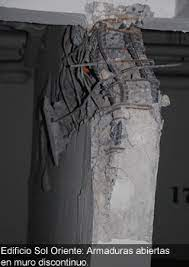 Edificio Sol Oriente: Armaduras abiertas
en muro discontinuo.